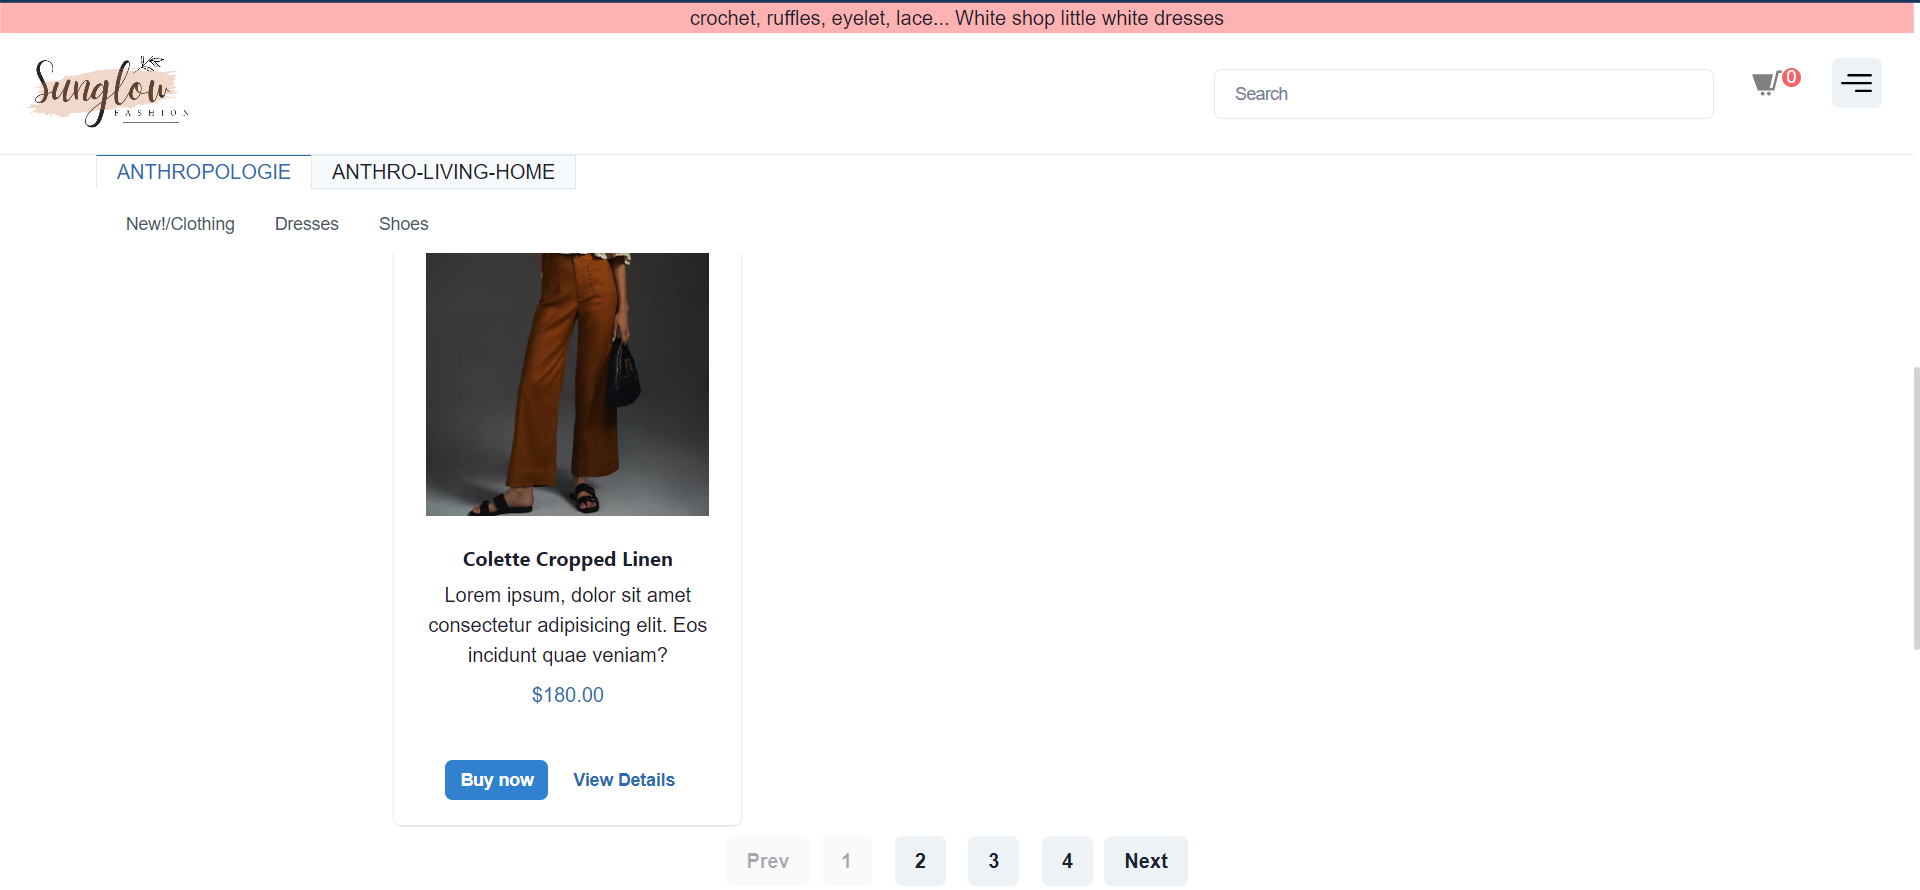 crochet, ruffles, eyelet, lace... White shop little white dresses
Sunglow
FASHION
Search
0
ANTHROPOLOGIE
ANTHRO-LIVING-HOME
New!/Clothing
Dresses
Shoes
Colette Cropped Linen
Lorem ipsum, dolor sit amet
consectetur adipisicing elit. Eos
incidunt quae veniam?
$180.00
Buy now
View Details
Prev
1
2
3
4
Next